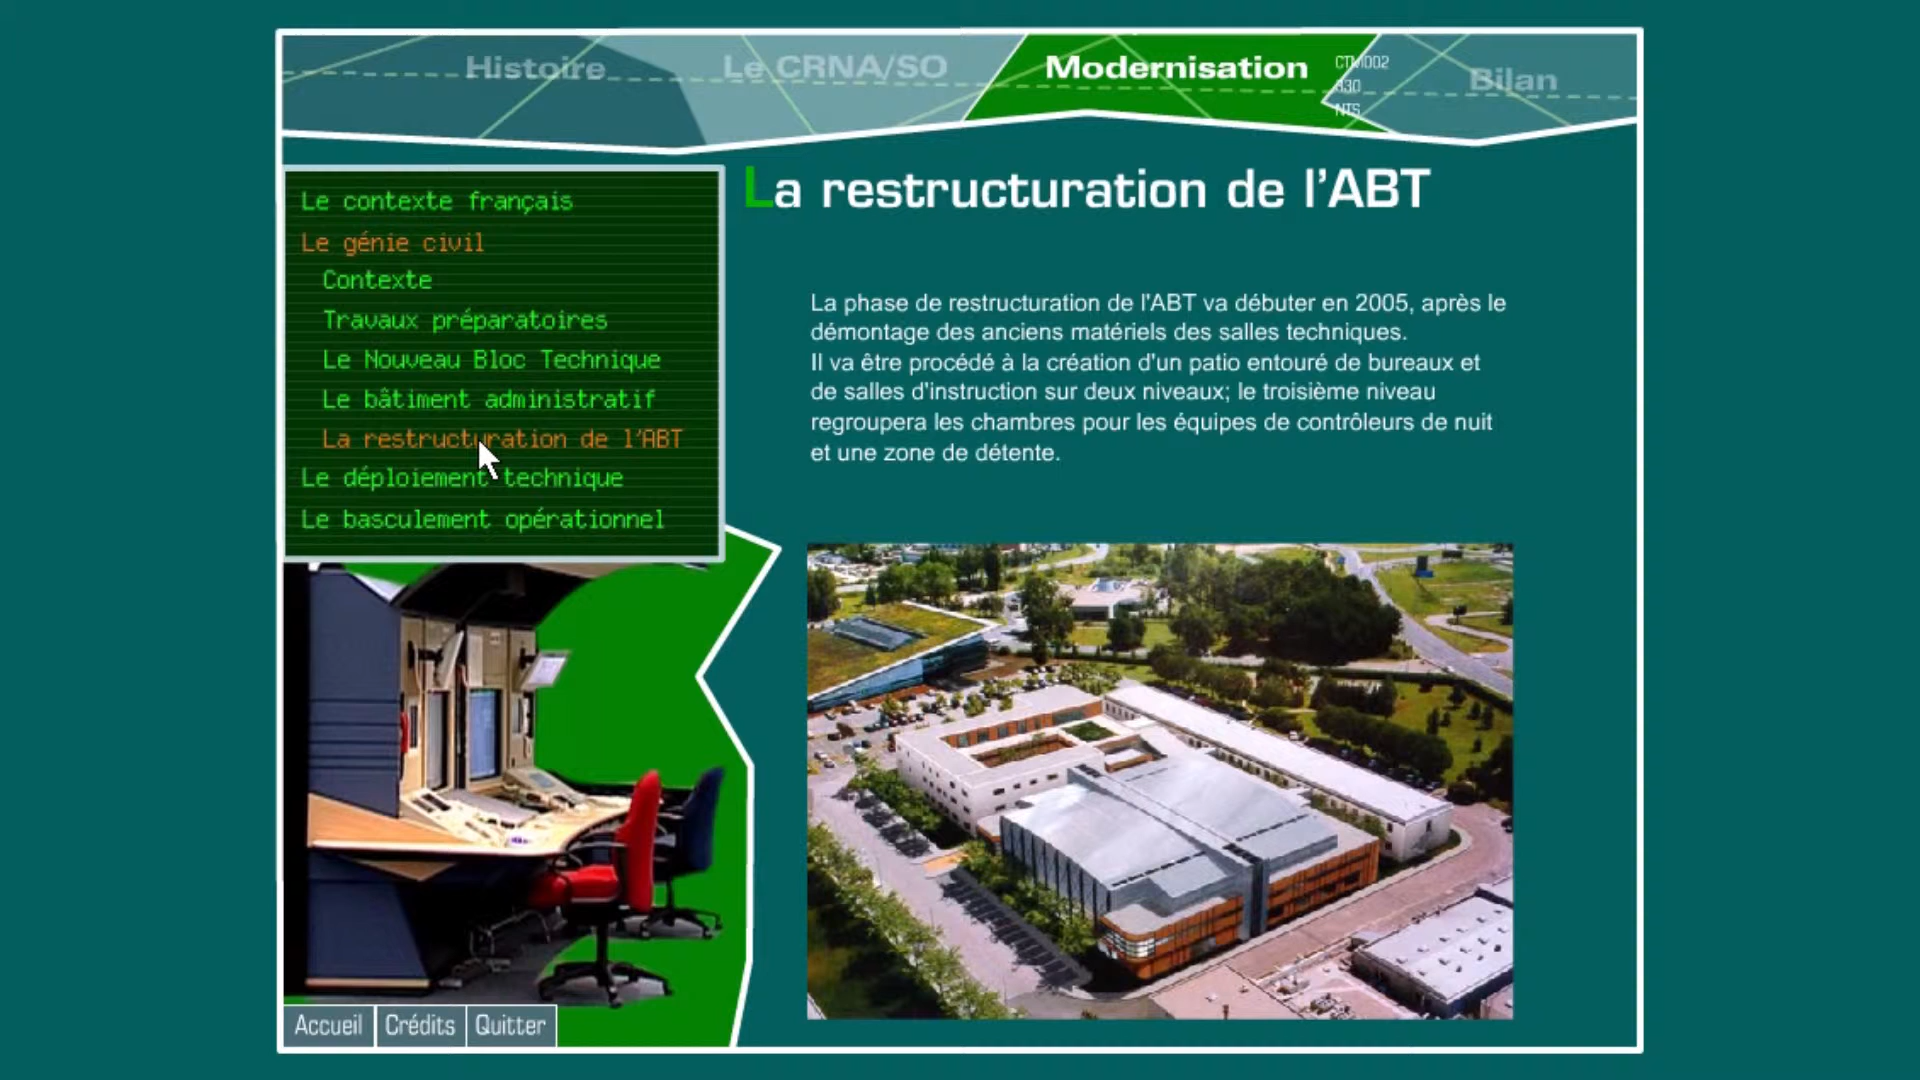 Histoire
Le CRNA/SO
Modernisation
CTM002
330
NTS
Bilan
La restructuration de l'ABT
Le contexte français
Le génie civil
Contexte
Travaux préparatoires
Le Nouveau Bloc Technique
Le bâtiment administratif
La restructuration de l'ABT
Le déploiement technique
Le basculement opérationnel
La phase de restructuration de l'ABT va débuter en 2005, après le
démontage des anciens matériels des salles techniques.
Il va être procédé à la création d'un patio entouré de bureaux et
de salles d'instruction sur deux niveaux; le troisième niveau
regroupera les chambres pour les équipes de contrôleurs de nuit
et une zone de détente.
Accueil
Crédits
Quitter